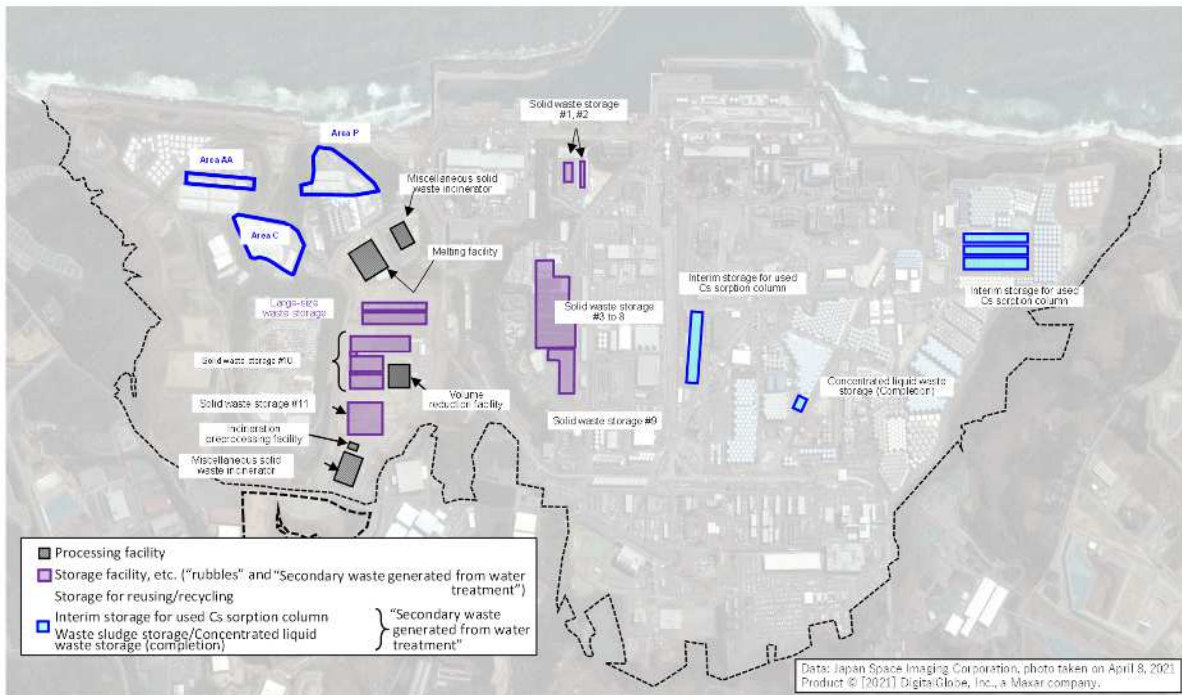 Solid waste storage
#1, #2
Area P
Area AA
Miscellaneous solid
waste incinerator
Area C
Melting facility
Interim storage for used
Cs sorption column
Interim storage for used
Cs sorption column
Large-size
waste storage
Solid waste storage
#3 to 8
Solid waste storage #10
Concentrated liquid waste
storage (Completion)
Volume
reduction facility
Solid waste storage #11
Solid waste storage #9
Incineration
preprocessing facility
Miscellaneous solid
waste incinerator
Processing facility
Storage facility, etc. ("rubbles" and "Secondary waste generated from water
treatment")
Storage for reusing/recycling
Interim storage for used Cs sorption column
Waste sludge storage/Concentrated liquid
waste storage (completion)
"Secondary waste
generated from water
treatment"
Data: Japan Space Imaging Corporation, photo taken on April 8, 2021
Product © [2021] DigitalGlobe, Inc., a Maxar company.